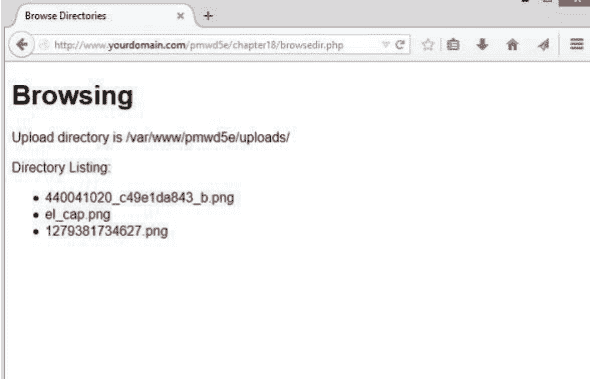 Browse Directories
http://www.yourdomain.com/pmwd5e/chapter18/browsedir.php
Browsing
Upload directory is /var/www/pmwd5e/uploads/
Directory Listing:
• 440041020_c49e1da843_b.png
• el_cap.png
• 1279381734627.png